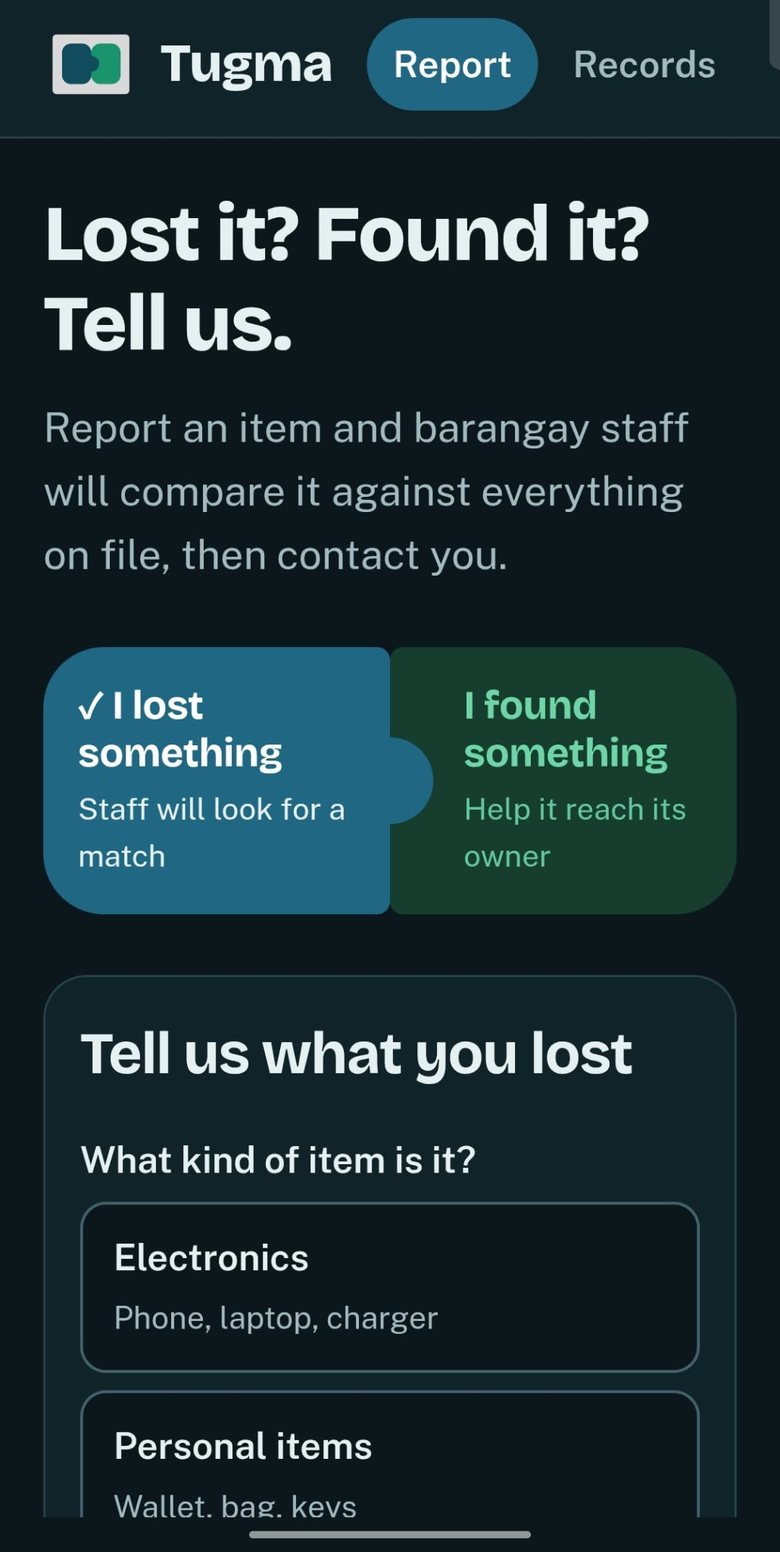 Tugma
Report
Records
Lost it? Found it?
Tell us.
Report an item and barangay staff
will compare it against everything
on file, then contact you.
✓ I lost
something
Staff will look for a
match
I found
something
Help it reach its
owner
Tell us what you lost
What kind of item is it?
Electronics
Phone, laptop, charger
Personal items
Wallet, bag, keys